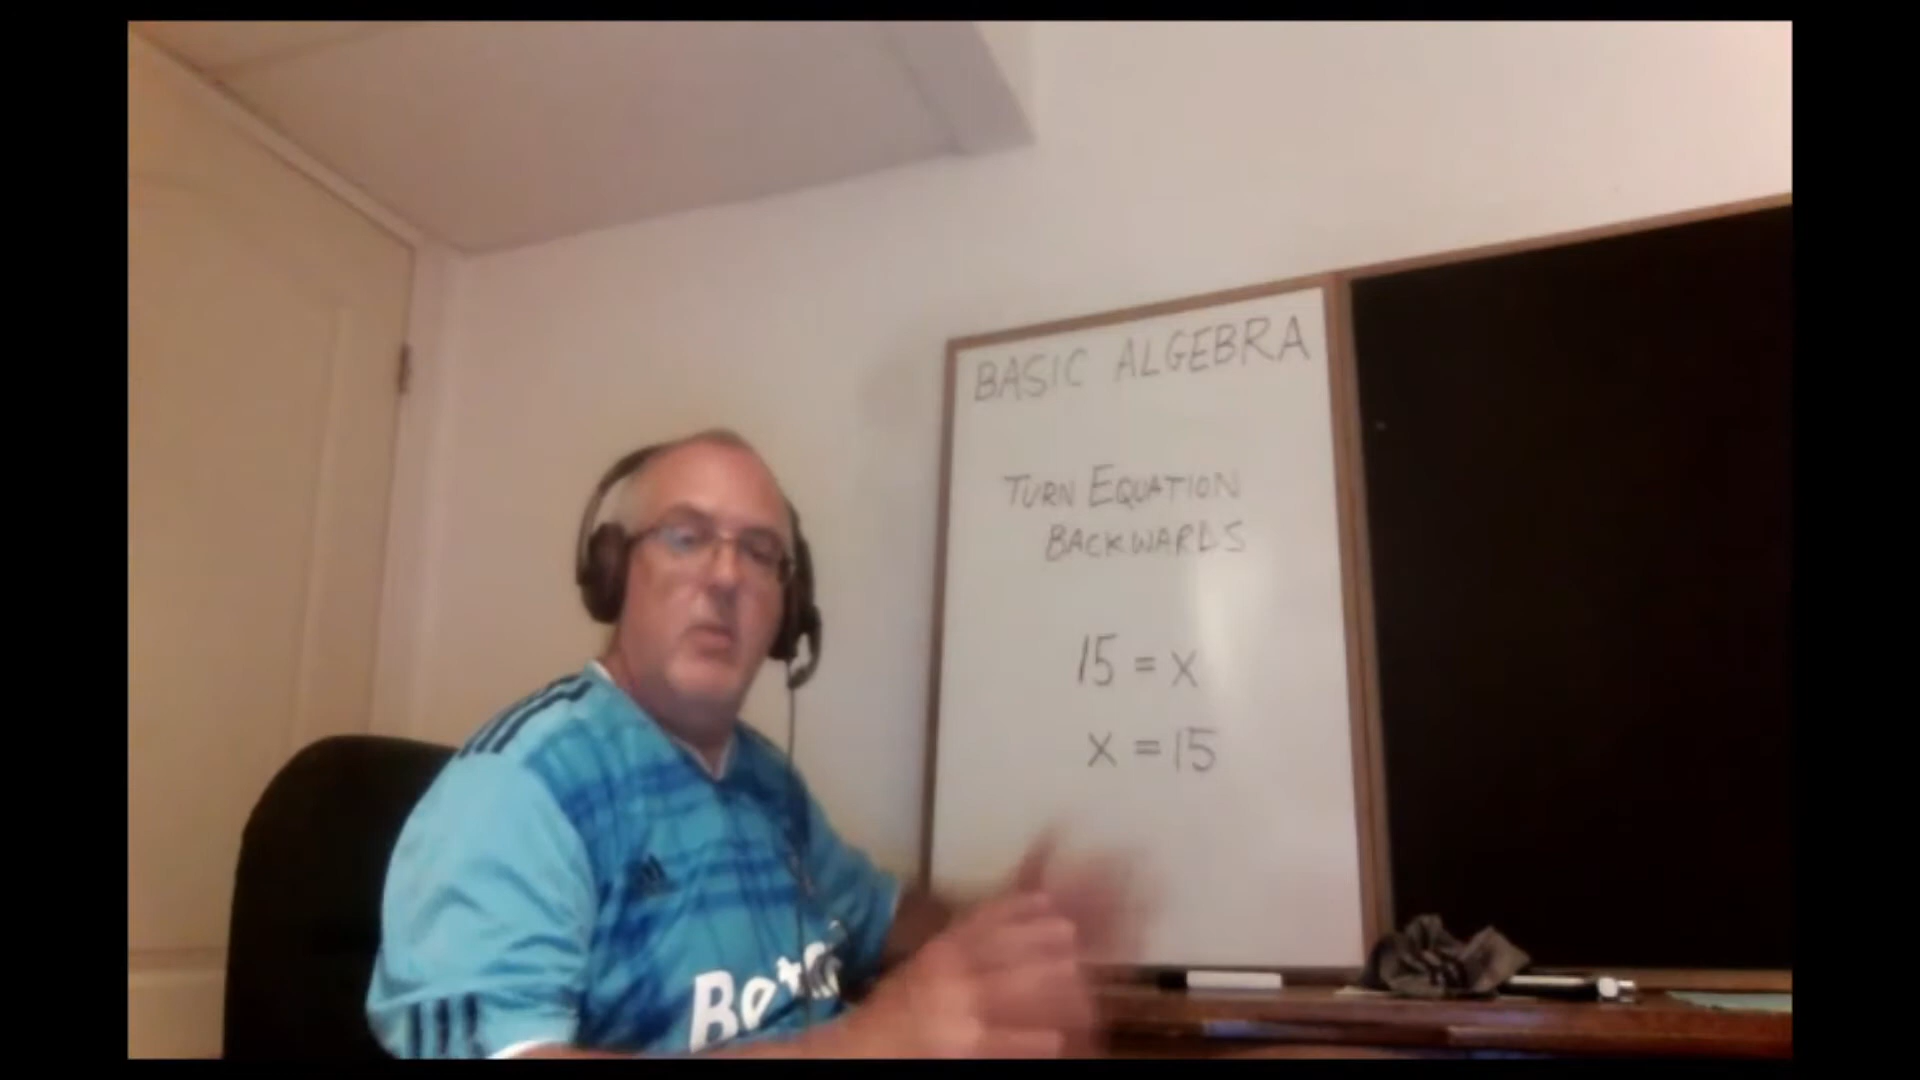 BASIC ALGEBRA
TURN EQUATION
BACKWARDS
15 = x
x = 15